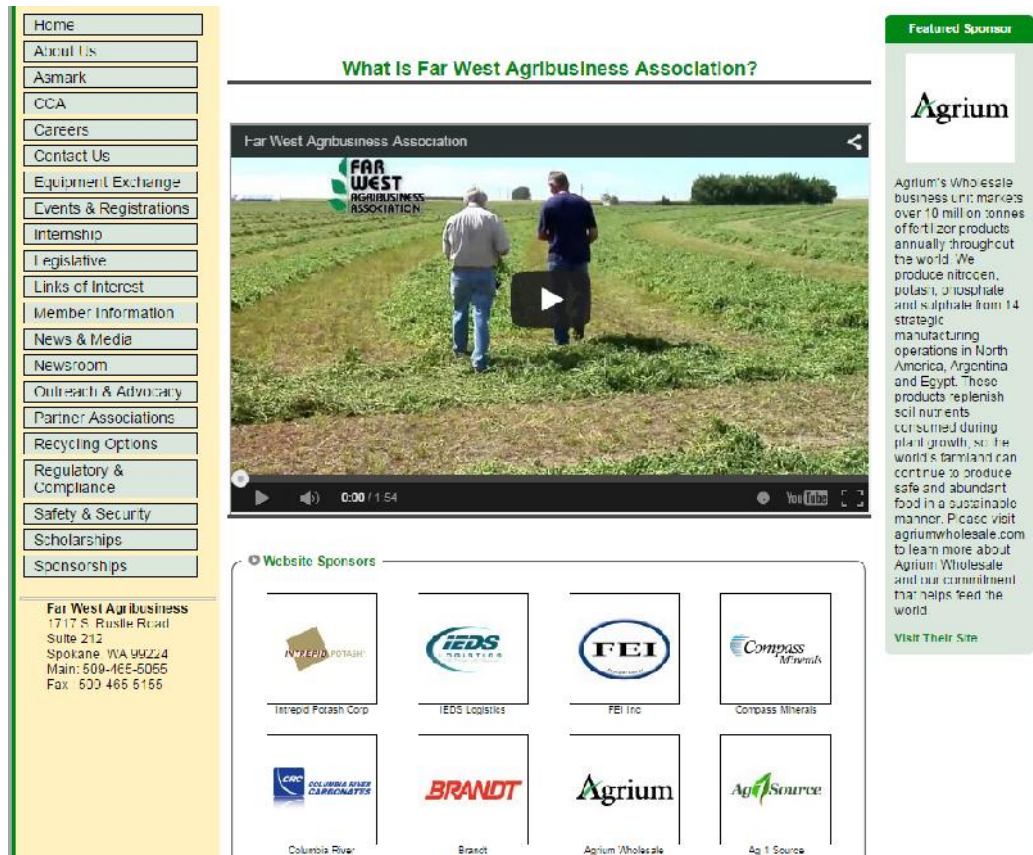 Home
About Us
Asmark
CCA
Careers
Contact Us
Equipment Exchange
Events & Registrations
Internship
Legislative
Links of Interest
Member Information
News & Media
Newsroom
Outreach & Advocacy
Partner Associations
Recycling Options
Regulatory &
Compliance
Safety & Security
Scholarships
Sponsorships
Far West Agribusiness
1717 S. Rustle Road
Suite 212
Spokane, WA 99224
Main: 509-465-5055
Fax : 509-465-5155
What is Far West Agribusiness Association?
Far West Agribusiness Association
FAR
WEST
AGRIBUSINESS
ASSOCIATION
0:00 / 1:54
YouTube
Website Sponsors
INTREPID POTASH
IEDS
LOGISTICS
FEI
Compass
Minerals
Intrepid Potash Corp
IEDS Logistics
FEI Inc
Compass Minerals
CRC COLUMBIA RIVER
CARBONATES
BRANDT
Agrium
Ag 1 Source
Columbia River
Brandt
Agrium Wholesale
Ag 1 Source
Featured Sponsor
Agrium
Agrium's Wholesale
business unit markets
over 10 million tonnes
of fertilizer products
annually throughout
the world. We
produce nitrogen,
potash, phosphate
and sulphate from 14
strategic
manufacturing
operations in North
America, Argentina
and Egypt. These
products replenish
soil nutrients
consumed during
plant growth, so the
world's farmland can
continue to produce
safe and abundant
food in a sustainable
manner. Please visit
agriumwholesale.com
to learn more about
Agrium Wholesale
and our commitment
that helps feed the
world.
Visit Their Site